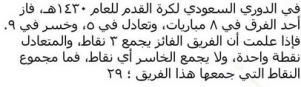 في الدوري السعودي لكرة القدم للعام ١٤٣٠هـ، فاز
أحد الفرق في ٨ مباريات، وتعادل في ٥، وخسر في ٩.
فإذا علمت أن الفريق الفائز يجمع ٣ نقاط، والمتعادل
نقطة واحدة، ولا يجمع الخاسر أي نقاط، فما مجموع
النقاط التي جمعها هذا الفريق ؛ ٢٩